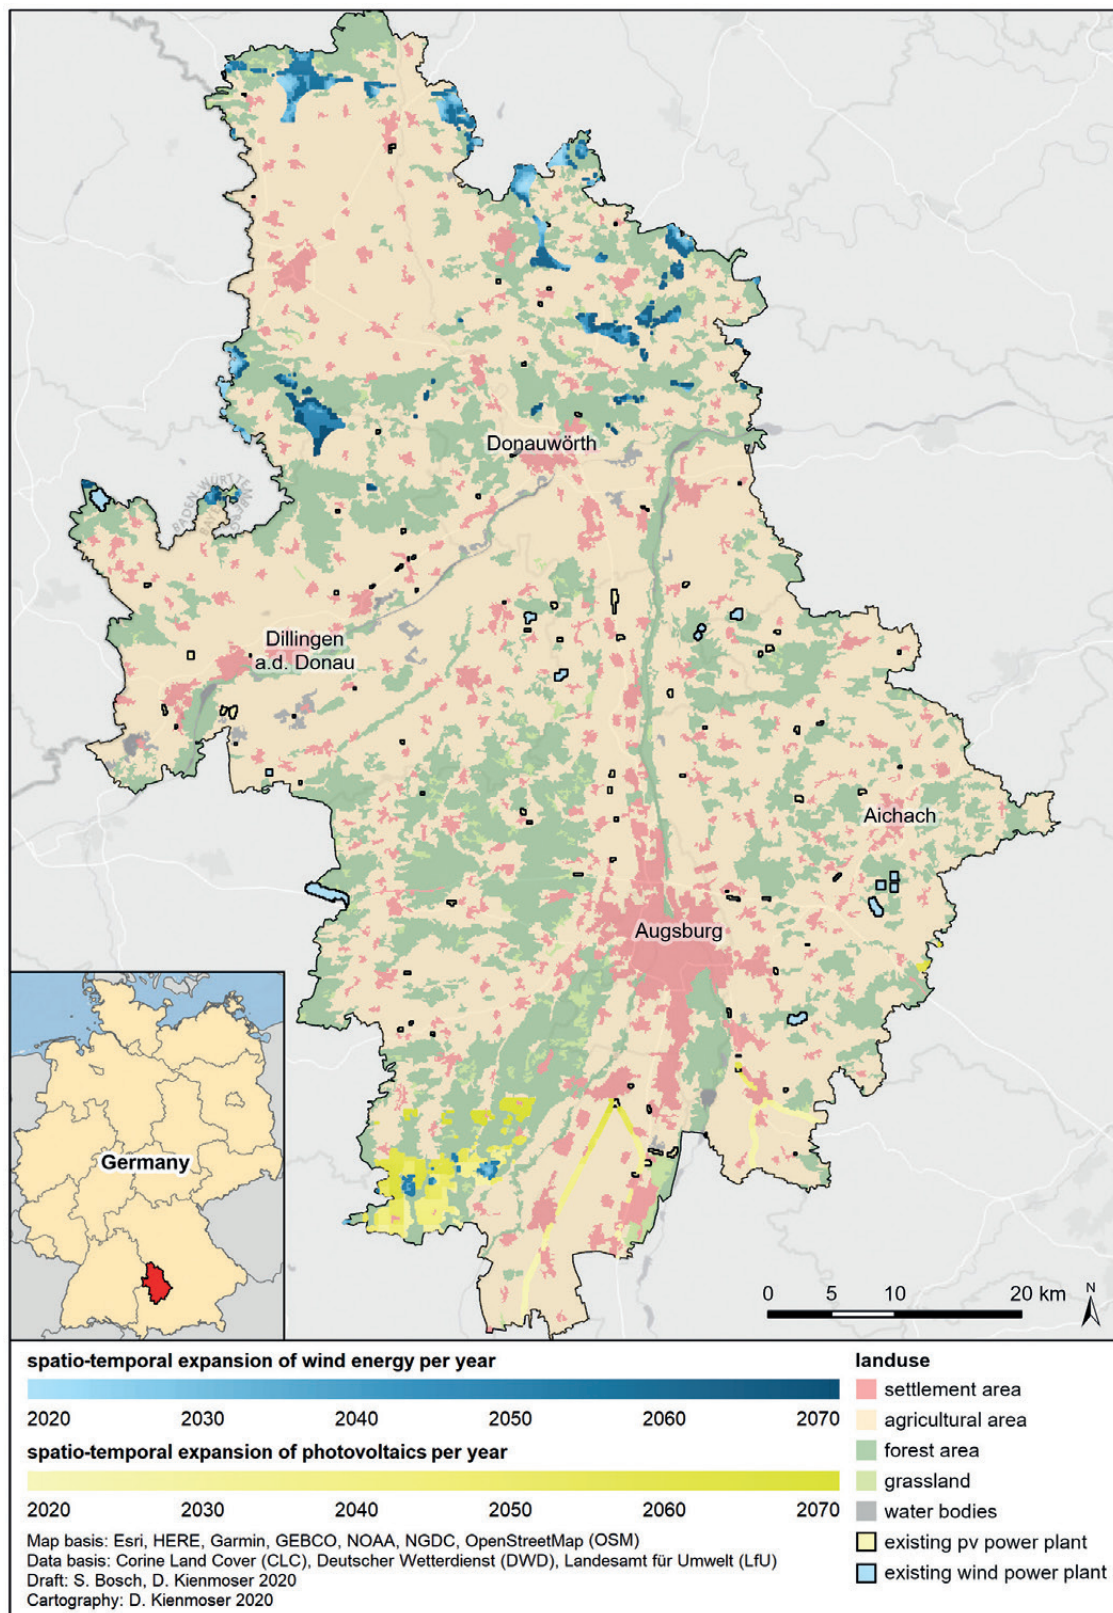 Donauwörth
BADEN-WÜRTTEMBERG
Dillingen
a.d. Donau
Aichach
Augsburg
Germany
0 5 10 20 km
N
spatio-temporal expansion of wind energy per year
2020 2030 2040 2050 2060 2070
spatio-temporal expansion of photovoltaics per year
2020 2030 2040 2050 2060 2070
Map basis: Esri, HERE, Garmin, GEBCO, NOAA, NGDC, OpenStreetMap (OSM)
Data basis: Corine Land Cover (CLC), Deutscher Wetterdienst (DWD), Landesamt für Umwelt (LfU)
Draft: S. Bosch, D. Kienmoser 2020
Cartography: D. Kienmoser 2020
landuse
settlement area
agricultural area
forest area
grassland
water bodies
existing pv power plant
existing wind power plant